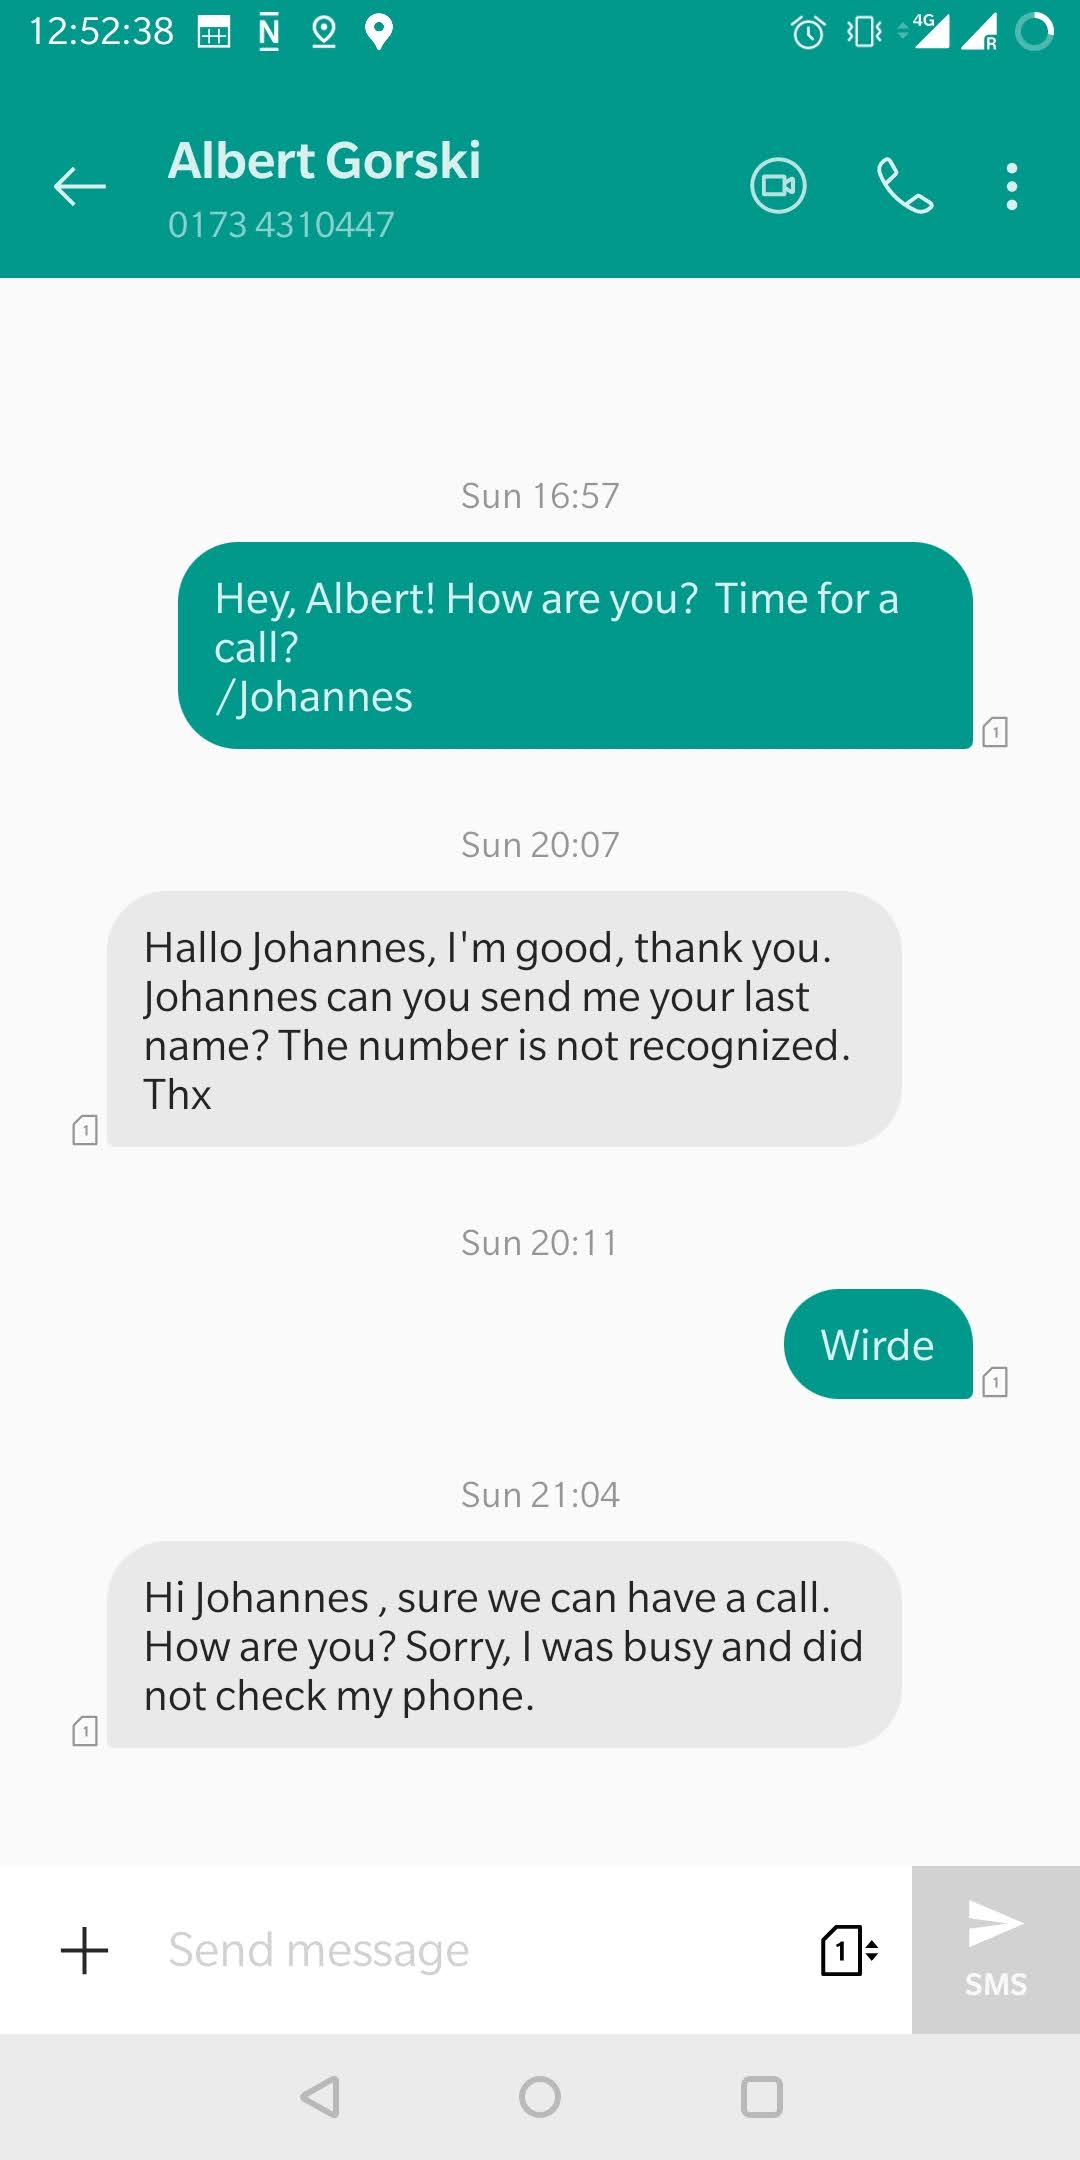 12:52:38 N 4G R
Albert Gorski
0173 4310447
Sun 16:57
Hey, Albert! How are you?  Time for a
call?
/Johannes
1
Sun 20:07
Hallo Johannes, I'm good, thank you.
Johannes can you send me your last
name? The number is not recognized.
Thx
1
Sun 20:11
Wirde
1
Sun 21:04
Hi Johannes , sure we can have a call.
How are you? Sorry, I was busy and did
not check my phone.
1
Send message 1
SMS